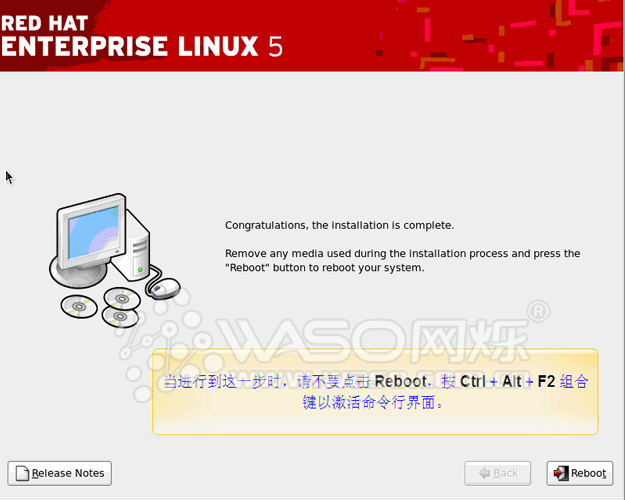 RED HAT
ENTERPRISE LINUX 5
Congratulations, the installation is complete.
Remove any media used during the installation process and press the
"Reboot" button to reboot your system.
WASO网烁®
当进行到这一步时，请不要点击 Reboot，按 Ctrl + Alt + F2 组合
键以激活命令行界面。
Release Notes
Back
Reboot